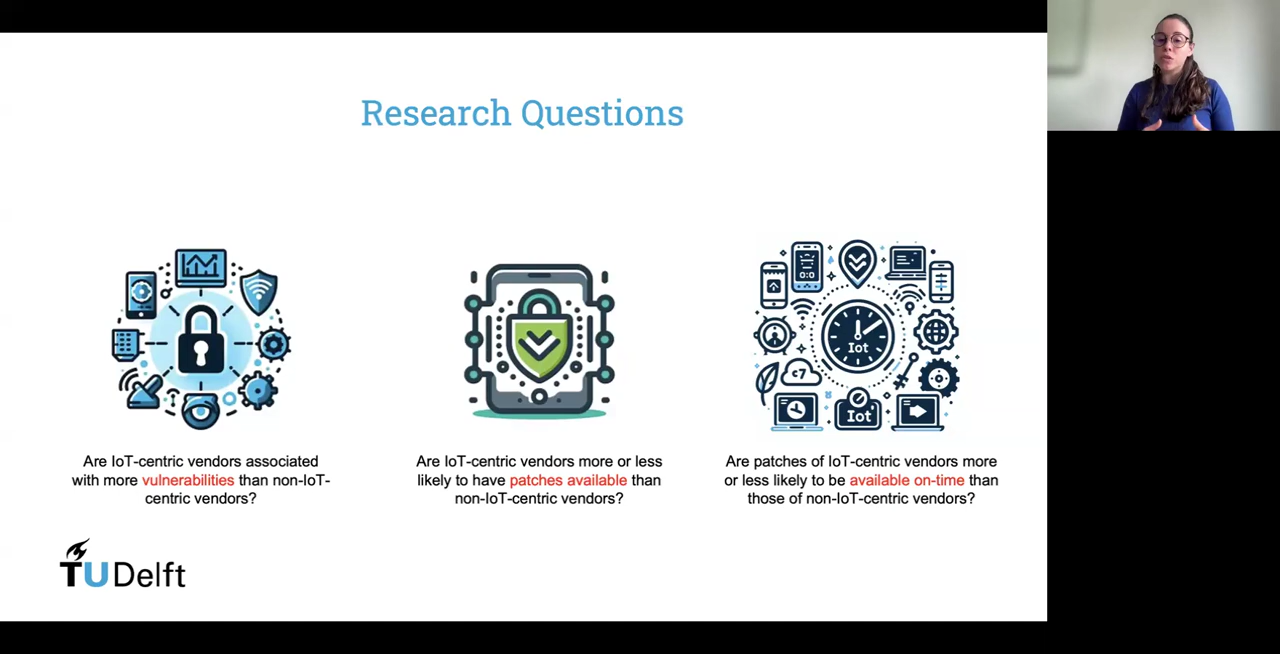 Research Questions
Are IoT-centric vendors associated
with more vulnerabilities than non-IoT-
centric vendors?
Are IoT-centric vendors more or less
likely to have patches available than
non-IoT-centric vendors?
Are patches of IoT-centric vendors more
or less likely to be available on-time than
those of non-IoT-centric vendors?
Iot
Iot
TU Delft